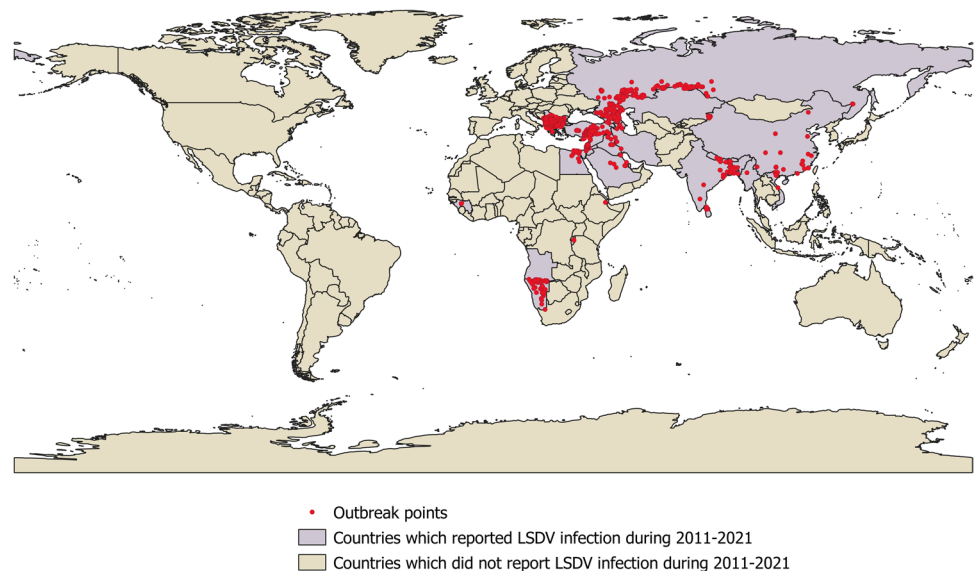 Outbreak points
Countries which reported LSDV infection during 2011-2021
Countries which did not report LSDV infection during 2011-2021